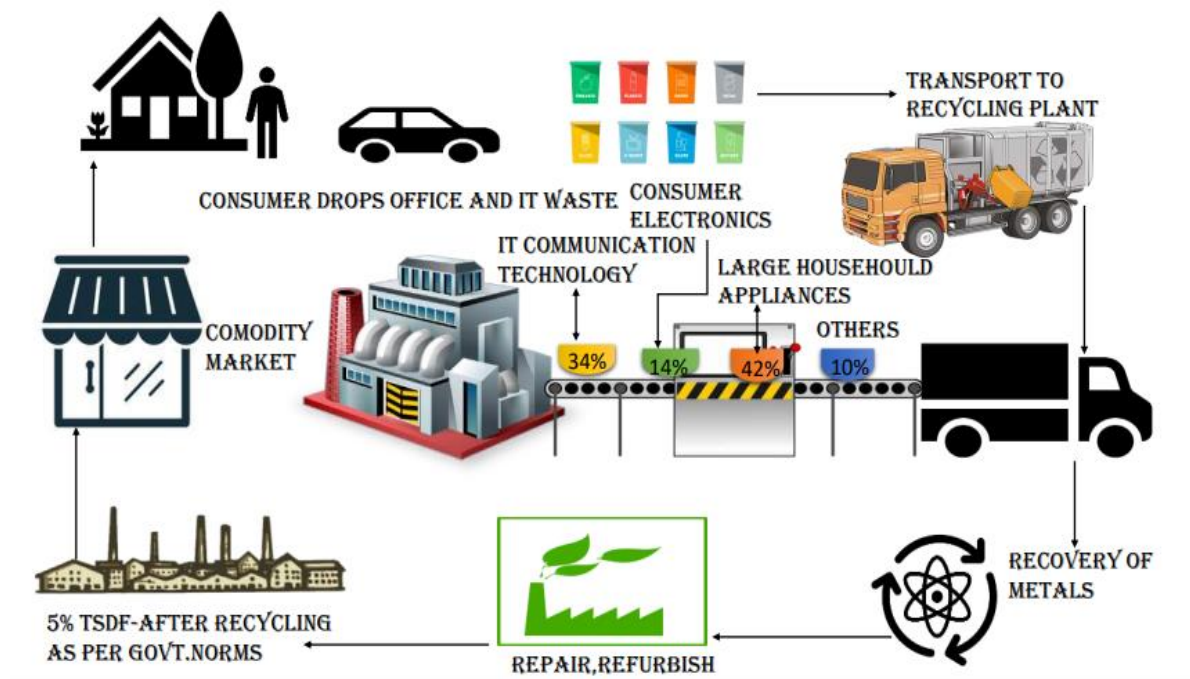 TRANSPORT TO
RECYCLING PLANT
CONSUMER DROPS OFFICE AND IT WASTE
CONSUMER
ELECTRONICS
IT COMMUNICATION
TECHNOLOGY
LARGE HOUSEHOULD
APPLIANCES
OTHERS
COMODITY
MARKET
34%
14%
42%
10%
RECOVERY OF
METALS
5% TSDF-AFTER RECYCLING
AS PER GOVT.NORMS
REPAIR,REFURBISH